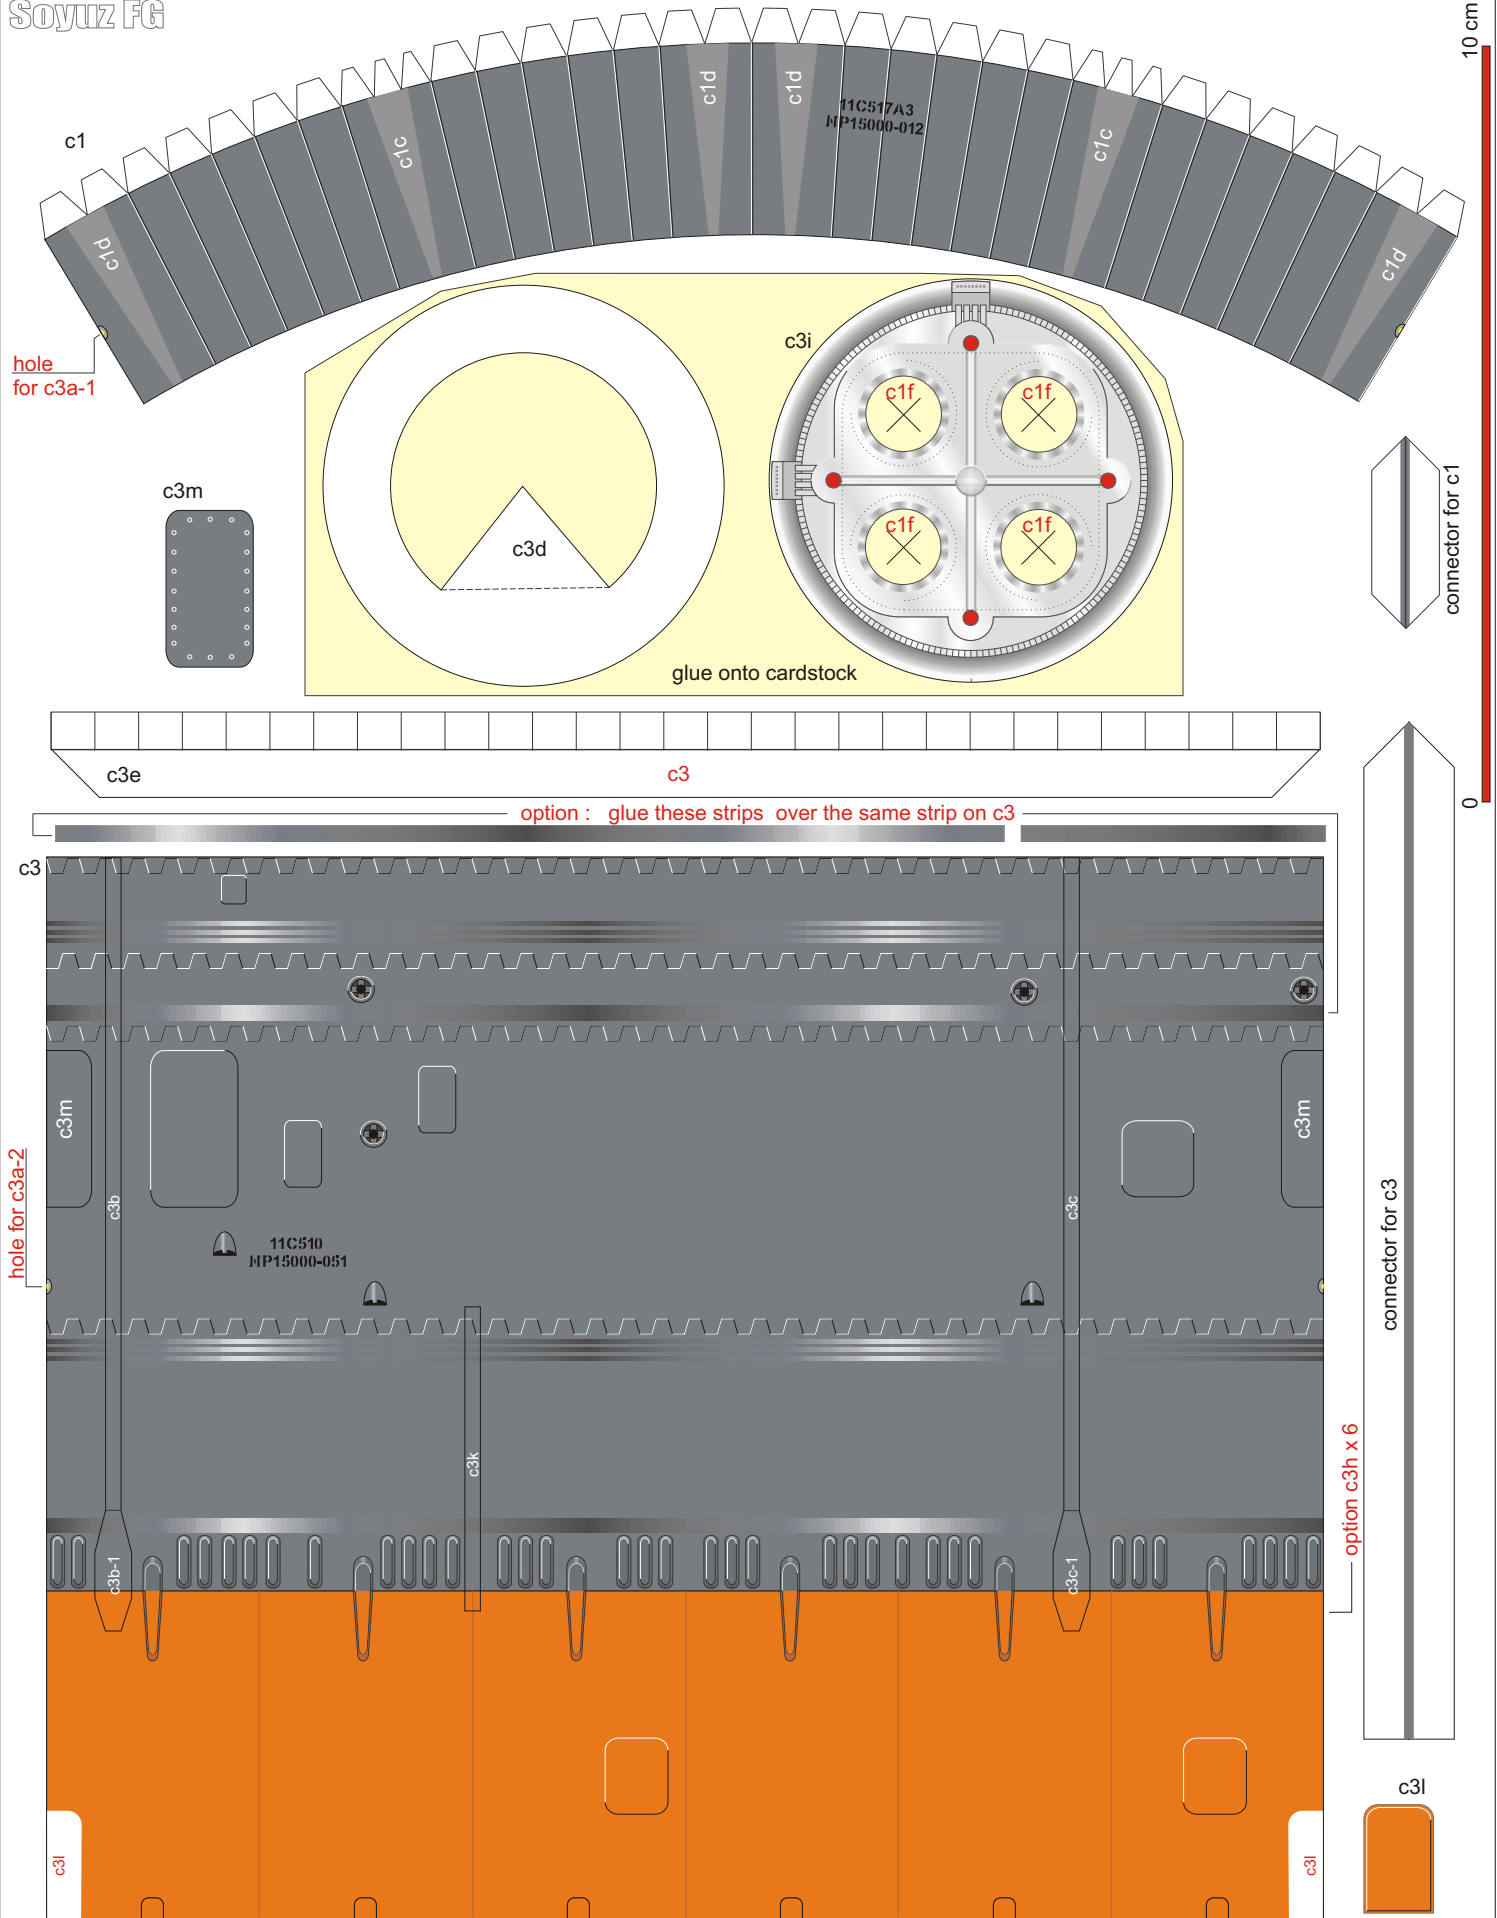 Soyuz FG
10 cm
c1
c1d
c1c
c1d
c1d
11C517A3
MP15000-012
c1c
c1d
hole
for c3a-1
c3i
c1f
c1f
c1f
c1f
c3d
c3m
glue onto cardstock
connector for c1
c3e
c3
0
option : glue these strips over the same strip on c3
c3
c3m
c3m
hole for c3a-2
c3b
c3c
11C510
MP15000-051
connector for c3
c3k
option c3h x 6
c3b-1
c3c-1
c3l
c3l
c3l